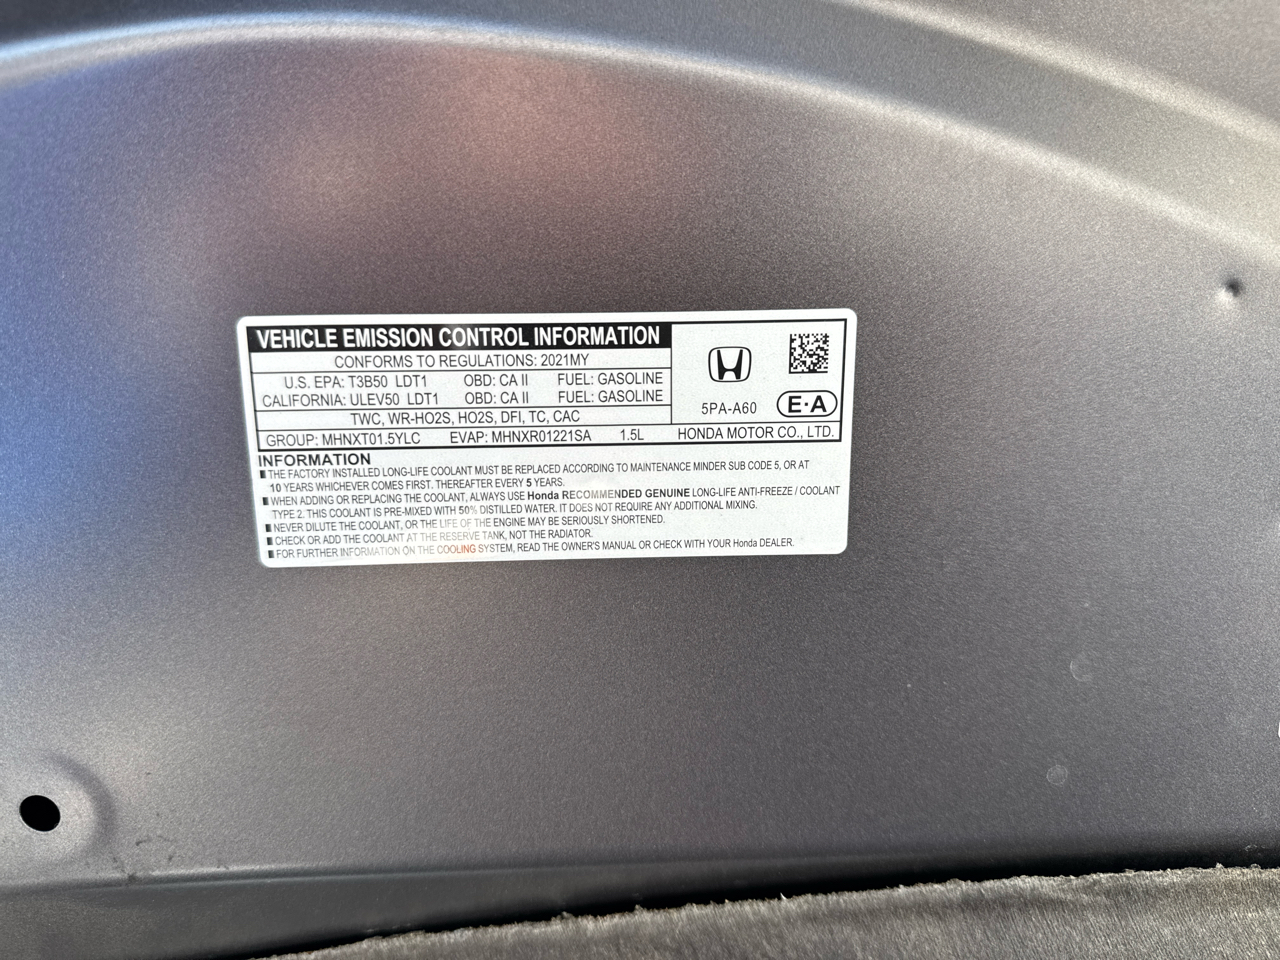 VEHICLE EMISSION CONTROL INFORMATION
CONFORMS TO REGULATIONS: 2021MY
U.S. EPA: T3B50 LDT1 OBD: CA II FUEL: GASOLINE
CALIFORNIA: ULEV50 LDT1 OBD: CA II FUEL: GASOLINE
TWC, WR-HO2S, HO2S, DFI, TC, CAC
GROUP: MHNXT01.5YLC EVAP: MHNXR01221SA 1.5L
5PA-A60 E·A
HONDA MOTOR CO., LTD.
INFORMATION
THE FACTORY INSTALLED LONG-LIFE COOLANT MUST BE REPLACED ACCORDING TO MAINTENANCE MINDER SUB CODE 5, OR AT
10 YEARS WHICHEVER COMES FIRST. THEREAFTER EVERY 5 YEARS.
WHEN ADDING OR REPLACING THE COOLANT, ALWAYS USE Honda RECOMMENDED GENUINE LONG-LIFE ANTI-FREEZE / COOLANT
TYPE 2. THIS COOLANT IS PRE-MIXED WITH 50% DISTILLED WATER. IT DOES NOT REQUIRE ANY ADDITIONAL MIXING.
NEVER DILUTE THE COOLANT, OR THE LIFE OF THE ENGINE MAY BE SERIOUSLY SHORTENED.
CHECK OR ADD THE COOLANT AT THE RESERVE TANK, NOT THE RADIATOR.
FOR FURTHER INFORMATION ON THE COOLING SYSTEM, READ THE OWNER'S MANUAL OR CHECK WITH YOUR Honda DEALER.